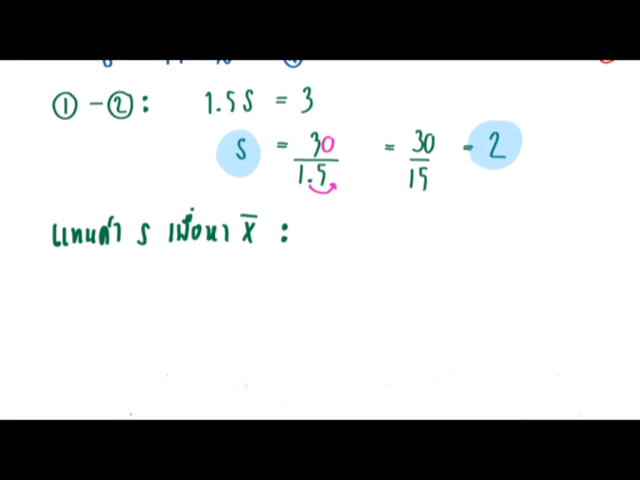 ① - ② : 1.5 S = 3
S = 30 / 1.5 = 30 / 15 = 2
แทนค่า S เพื่อหา x̄ :